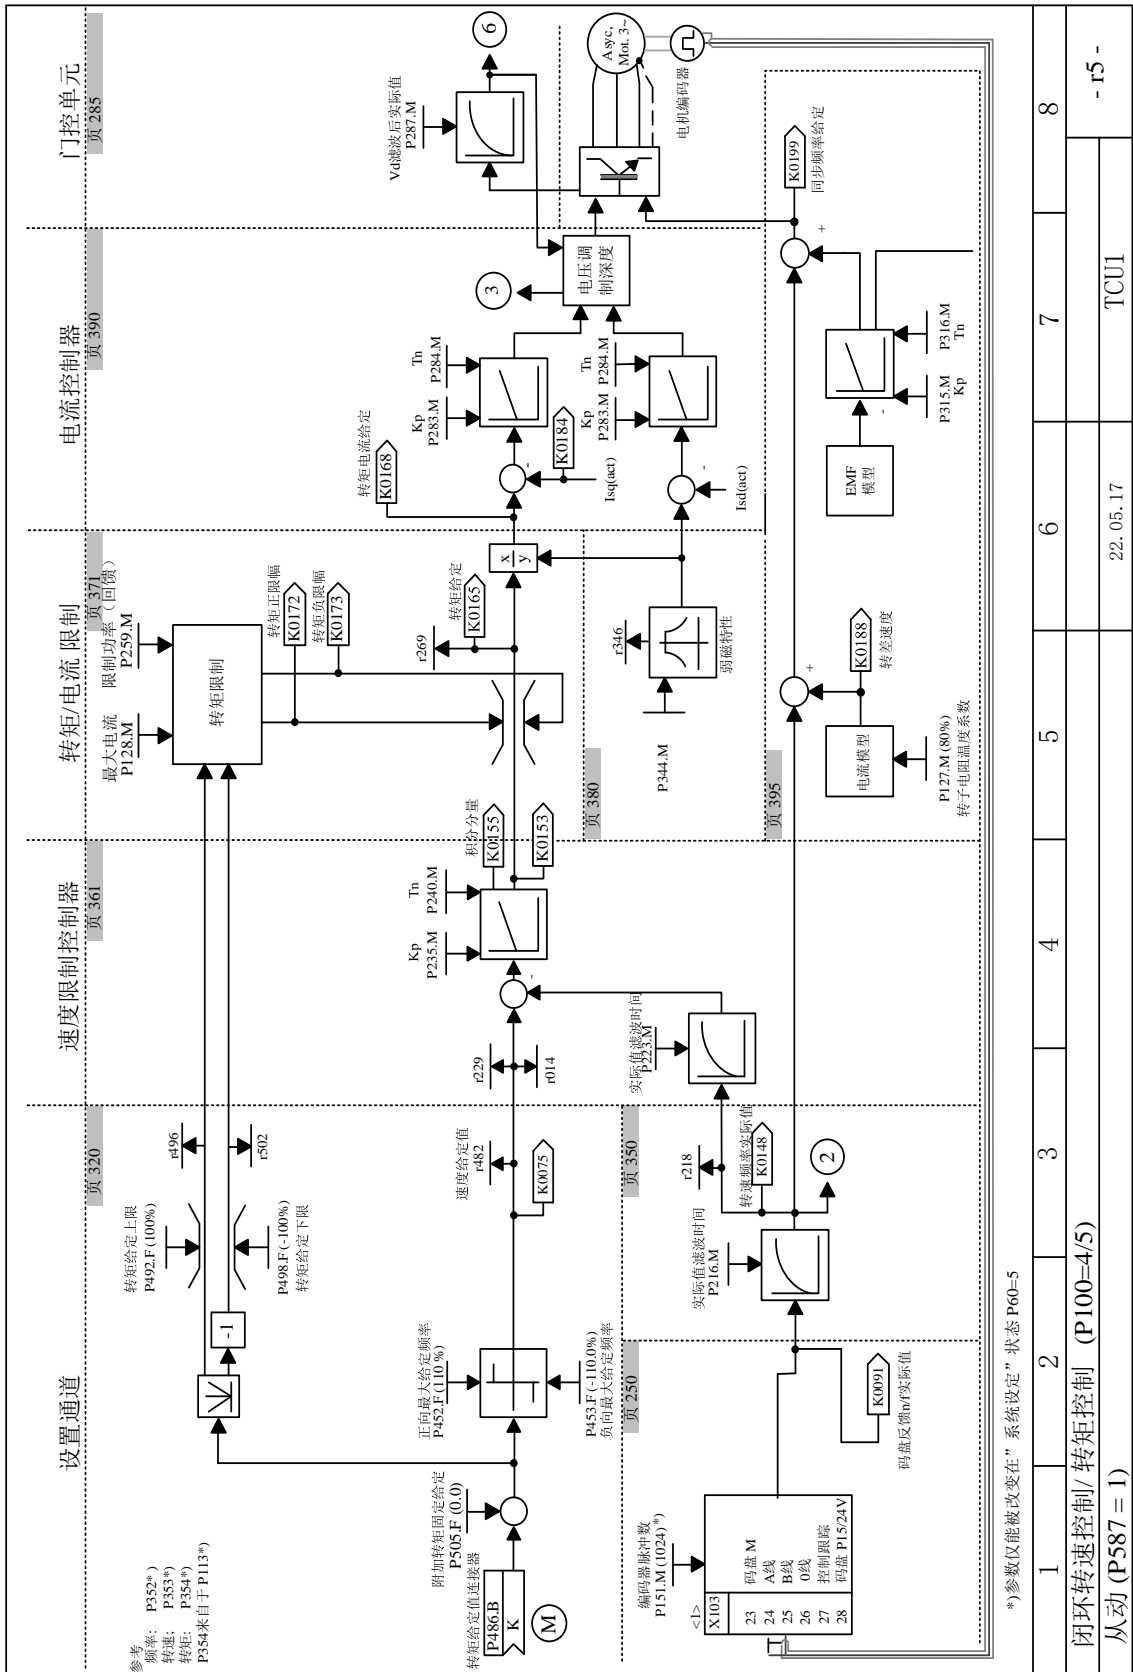 设置通道
速度限制控制器
转矩/电流 限制
电流控制器
门控单元
页 320
页 361
页 371
页 390
页 285
参考
频率: P352*)
转速; P353*)
转矩: P354*)
P354来自于 P113*)
转矩给定上限
P492.F (100%)
r496
-1
r502
P498.F (-100%)
转矩给定下限
最大电流
P128.M
限制功率（回馈）
P259.M
转矩限制
转矩正限幅
K0172
转矩负限幅
K0173
Vd滤波后实际值
P287.M
6
转矩给定值连接器
P486.B
K
M
附加转矩固定给定
P505.F (0.0)
正向最大给定频率
P452.F (110 %)
P453.F (-110.0%)
负向最大给定频率
速度给定值
r482
K0075
r229
r014
-
Kp
P235.M
Tn
P240.M
积分分量
K0155
K0153
r269
转矩给定
K0165
x
y
转矩电流给定
K0168
-
K0184
Isq(act)
Kp
P283.M
Tn
P284.M
3
电压调
制深度
Asyc,
Mot. 3~
电机编码器
Kp
P283.M
Tn
P284.M
-
Isd(act)
页 380
P344.M
r346
弱磁特性
页 250
页 350
页 395
编码器脉冲数
P151.M (1024) *)
<1>
X103
23 码盘 M
24 A线
25 B线
26 0线
27 控制跟踪
28 码盘 P15/24V
K0091
码盘反馈n/f实际值
实际值滤波时间
P216.M
r218
转速频率实际值
K0148
2
实际值滤波时间
P223.M
电流模型
P127.M (80%)
转子电阻温度系数
K0188
转差速度
+
EMF
模型
-
P315.M
Kp
P316.M
Tn
+
K0199
同步频率给定
*)参数仅能被改变在”系统设定”状态 P60=5
1 2 3 4 5 6 7 8
闭环转速控制/ 转矩控制 (P100=4/5)
从动 (P587 = 1)
22. 05. 17
TCU1
- r5 -